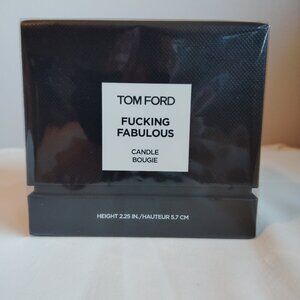 TOM FORD
FUCKING
FABULOUS
CANDLE
BOUGIE
HEIGHT 2.25 IN./HAUTEUR 5.7 CM